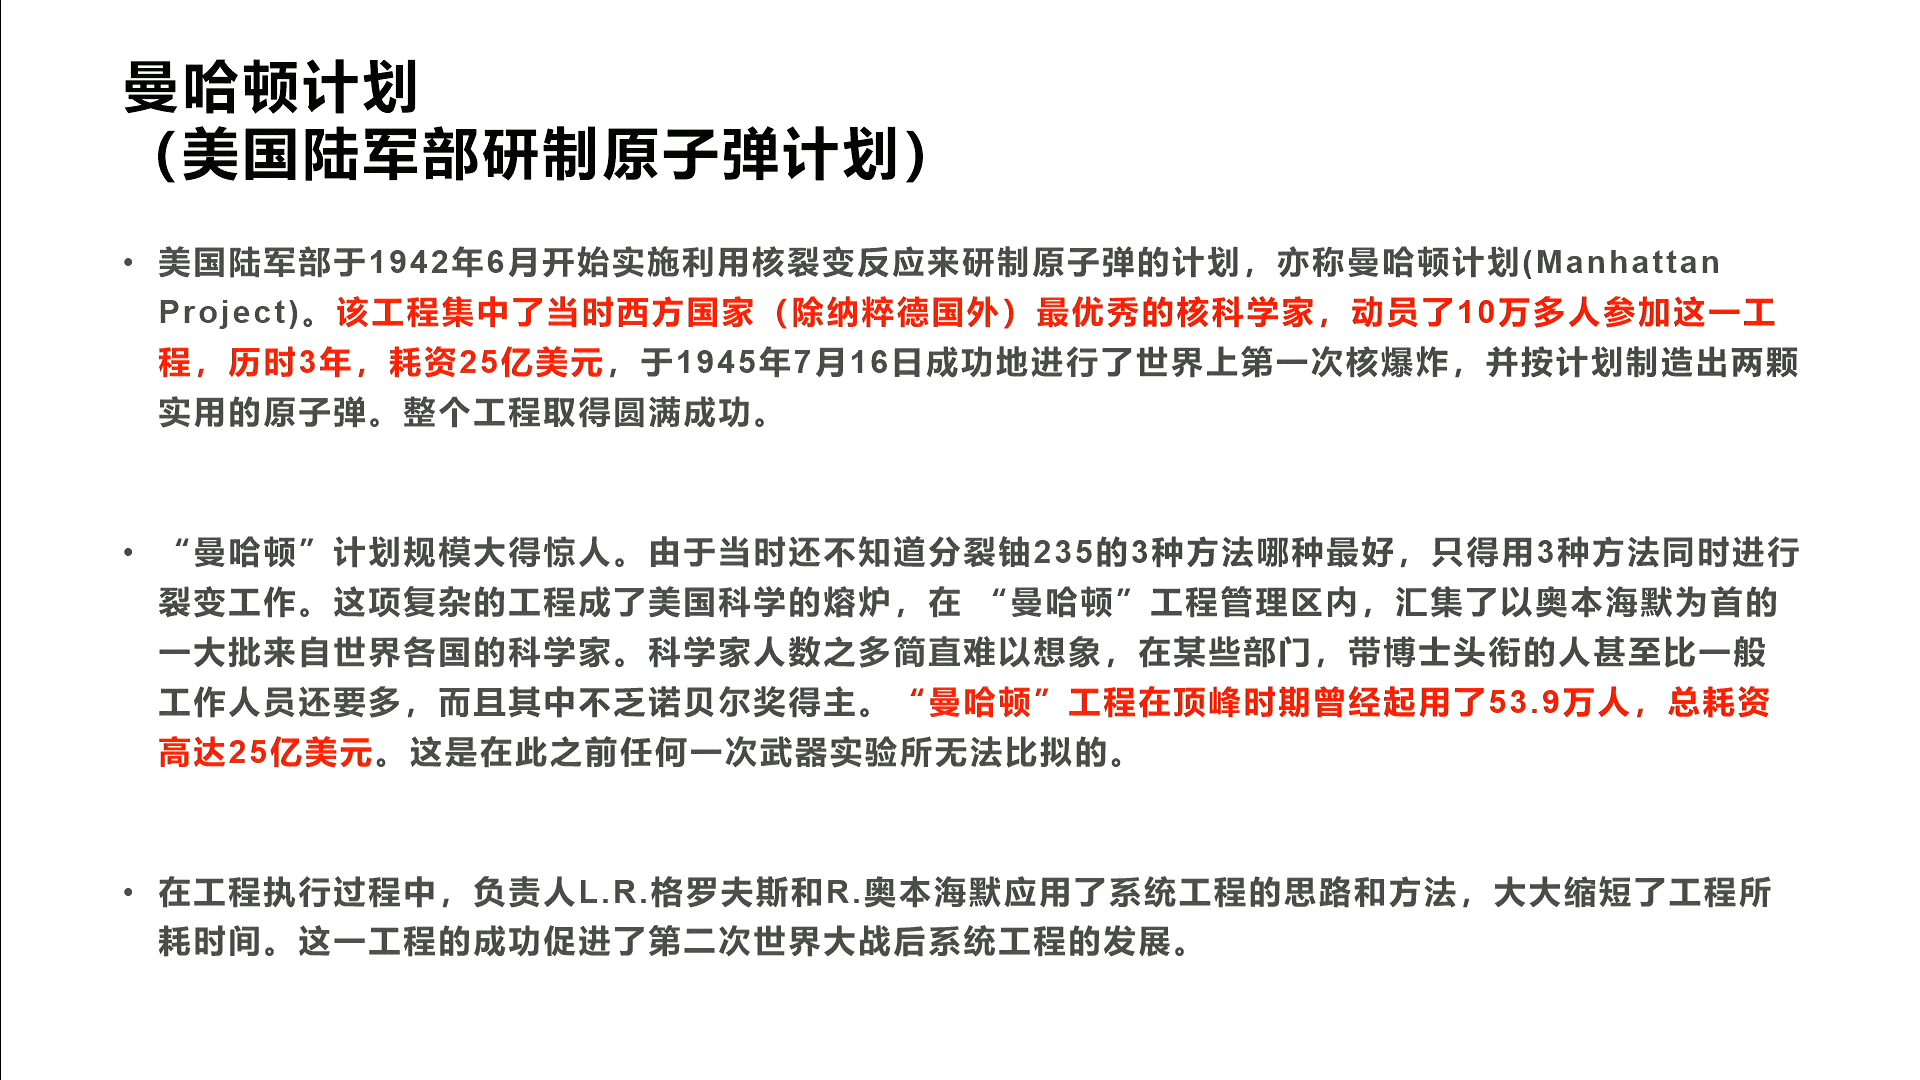 曼哈顿计划
（美国陆军部研制原子弹计划）
• 美国陆军部于1942年6月开始实施利用核裂变反应来研制原子弹的计划，亦称曼哈顿计划(Manhattan
Project)。该工程集中了当时西方国家（除纳粹德国外）最优秀的核科学家，动员了10万多人参加这一工
程，历时3年，耗资25亿美元，于1945年7月16日成功地进行了世界上第一次核爆炸，并按计划制造出两颗
实用的原子弹。整个工程取得圆满成功。
• “曼哈顿”计划规模大得惊人。由于当时还不知道分裂铀235的3种方法哪种最好，只得用3种方法同时进行
裂变工作。这项复杂的工程成了美国科学的熔炉，在 “曼哈顿”工程管理区内，汇集了以奥本海默为首的
一大批来自世界各国的科学家。科学家人数之多简直难以想象，在某些部门，带博士头衔的人甚至比一般
工作人员还要多，而且其中不乏诺贝尔奖得主。 “曼哈顿”工程在顶峰时期曾经起用了53.9万人，总耗资
高达25亿美元。这是在此之前任何一次武器实验所无法比拟的。
• 在工程执行过程中，负责人L.R.格罗夫斯和R.奥本海默应用了系统工程的思路和方法，大大缩短了工程所
耗时间。这一工程的成功促进了第二次世界大战后系统工程的发展。